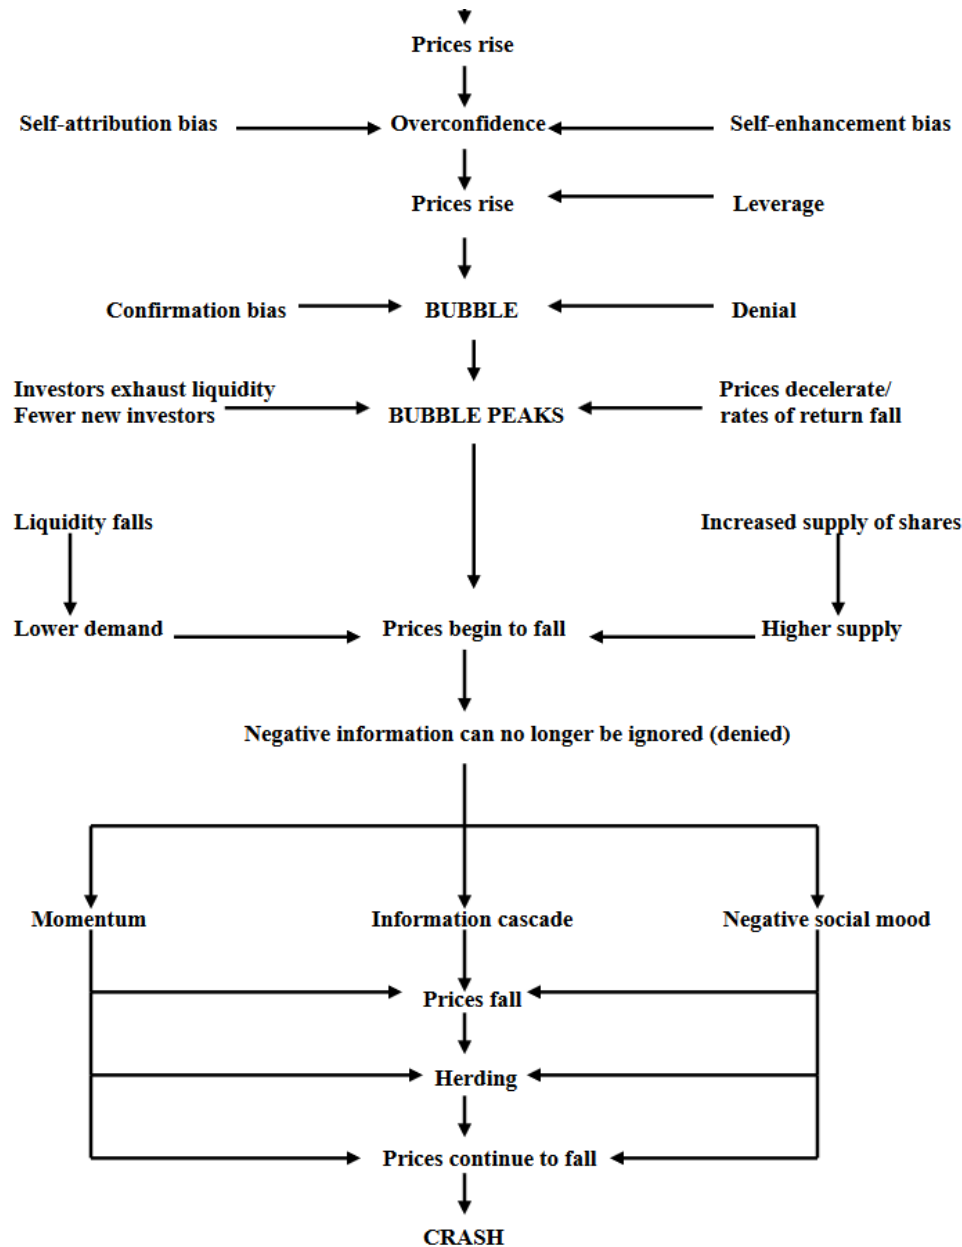 Prices rise
Self-attribution bias
Overconfidence
Self-enhancement bias
Prices rise
Leverage
Confirmation bias
BUBBLE
Denial
Investors exhaust liquidity
Fewer new investors
BUBBLE PEAKS
Prices decelerate/
rates of return fall
Liquidity falls
Increased supply of shares
Lower demand
Prices begin to fall
Higher supply
Negative information can no longer be ignored (denied)
Momentum
Information cascade
Negative social mood
Prices fall
Herding
Prices continue to fall
CRASH